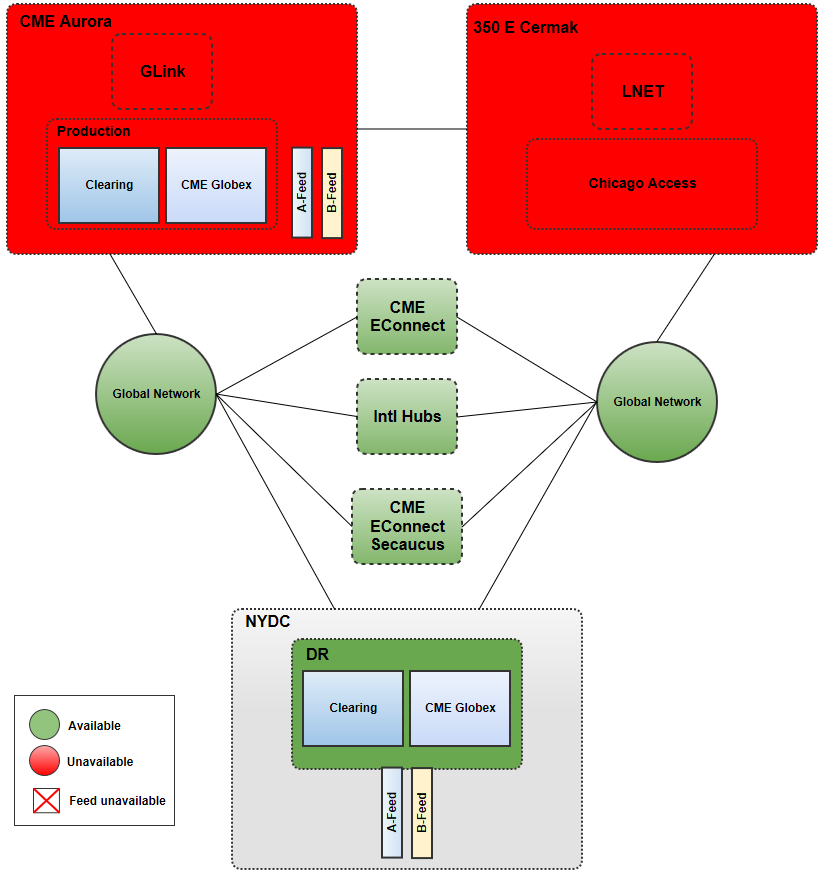 CME Aurora
GLink
Production
Clearing
CME Globex
A-Feed
B-Feed
350 E Cermak
LNET
Chicago Access
CME
EConnect
Global Network
Intl Hubs
Global Network
CME
EConnect
Secaucus
NYDC
DR
Clearing
CME Globex
A-Feed
B-Feed
Available
Unavailable
Feed unavailable